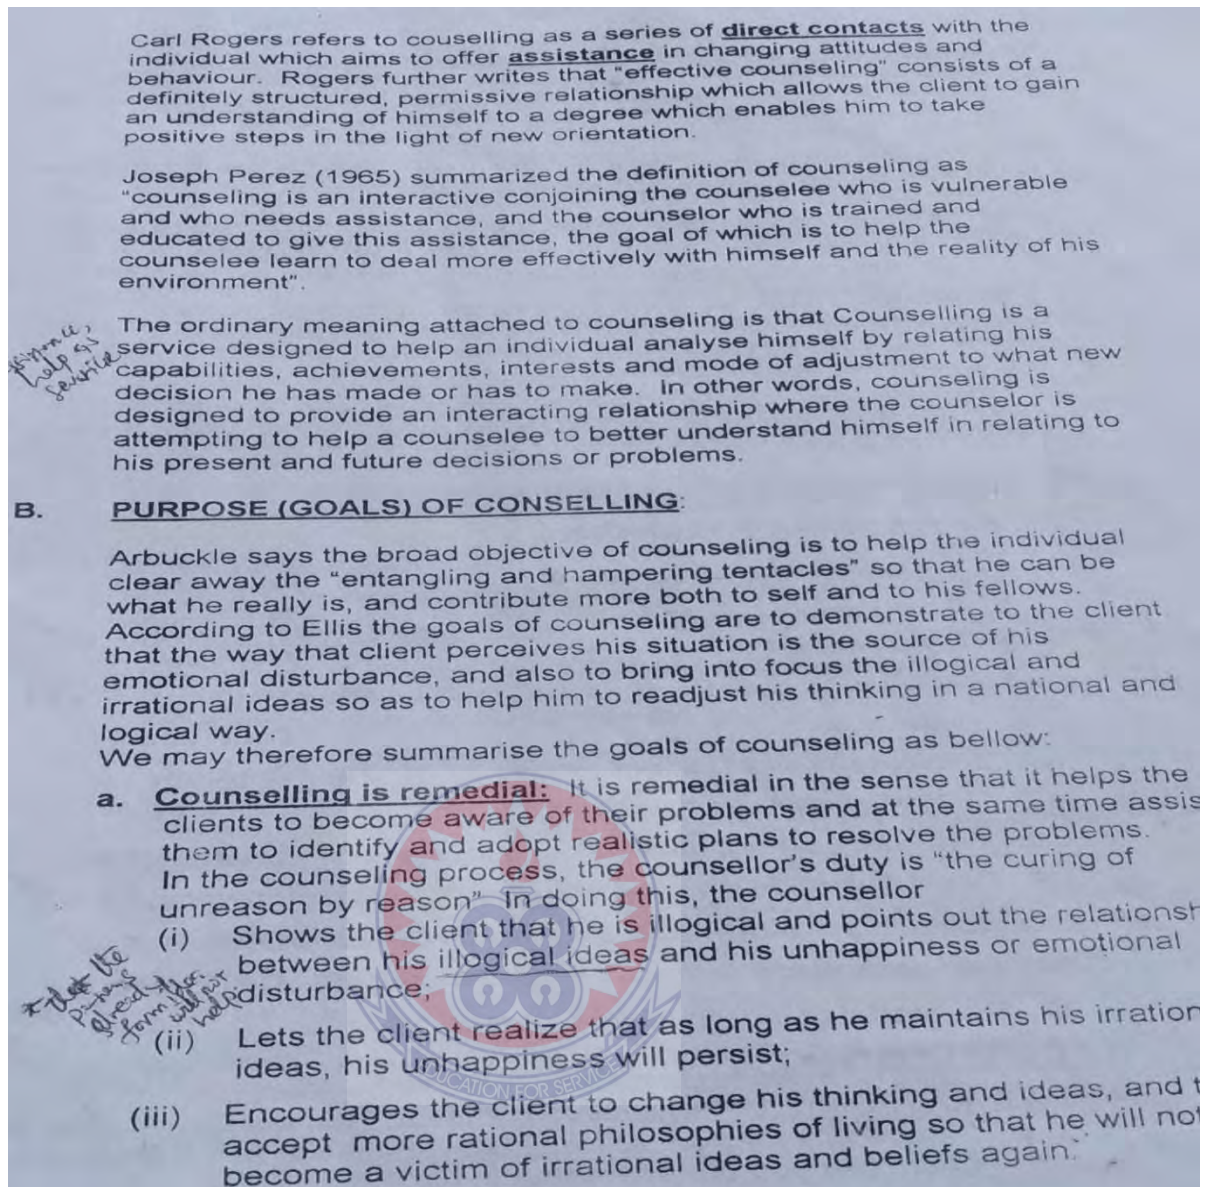 Carl Rogers refers to couselling as a series of direct contacts with the
individual which aims to offer assistance in changing attitudes and
behaviour. Rogers further writes that "effective counseling" consists of a
definitely structured, permissive relationship which allows the client to gain
an understanding of himself to a degree which enables him to take
positive steps in the light of new orientation.
Joseph Perez (1965) summarized the definition of counseling as
"counseling is an interactive conjoining the counselee who is vulnerable
and who needs assistance, and the counselor who is trained and
educated to give this assistance, the goal of which is to help the
counselee learn to deal more effectively with himself and the reality of his
environment".
help as
service
The ordinary meaning attached to counseling is that Counselling is a
service designed to help an individual analyse himself by relating his
capabilities, achievements, interests and mode of adjustment to what new
decision he has made or has to make. In other words, counseling is
designed to provide an interacting relationship where the counselor is
attempting to help a counselee to better understand himself in relating to
his present and future decisions or problems.
B. PURPOSE (GOALS) OF CONSELLING:
Arbuckle says the broad objective of counseling is to help the individual
clear away the "entangling and hampering tentacles" so that he can be
what he really is, and contribute more both to self and to his fellows.
According to Ellis the goals of counseling are to demonstrate to the client
that the way that client perceives his situation is the source of his
emotional disturbance, and also to bring into focus the illogical and
irrational ideas so as to help him to readjust his thinking in a national and
logical way.
We may therefore summarise the goals of counseling as bellow:
a. Counselling is remedial: It is remedial in the sense that it helps the
clients to become aware of their problems and at the same time assis
them to identify and adopt realistic plans to resolve the problems.
In the counseling process, the counsellor's duty is "the curing of
unreason by reason" In doing this, the counsellor
(i) Shows the client that he is illogical and points out the relationsh
between his illogical ideas and his unhappiness or emotional
disturbance;
the
already
help
(ii) Lets the client realize that as long as he maintains his irration
ideas, his unhappiness will persist;
EDUCATION FOR SERVICE
(iii) Encourages the client to change his thinking and ideas, and t
accept more rational philosophies of living so that he will not
become a victim of irrational ideas and beliefs again.